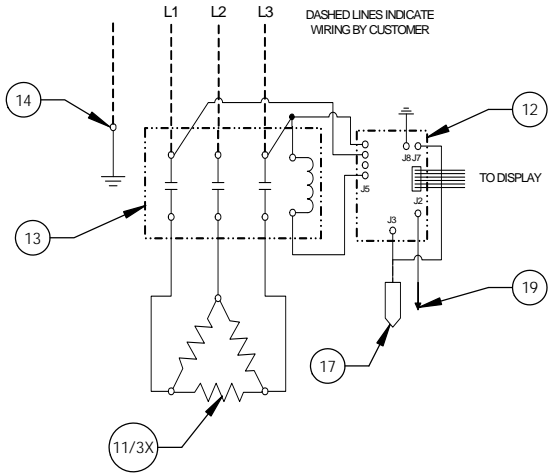 L1
L2
L3
DASHED LINES INDICATE
WIRING BY CUSTOMER
14
12
J8
J7
TO DISPLAY
J5
J2
13
J3
19
17
11/3X